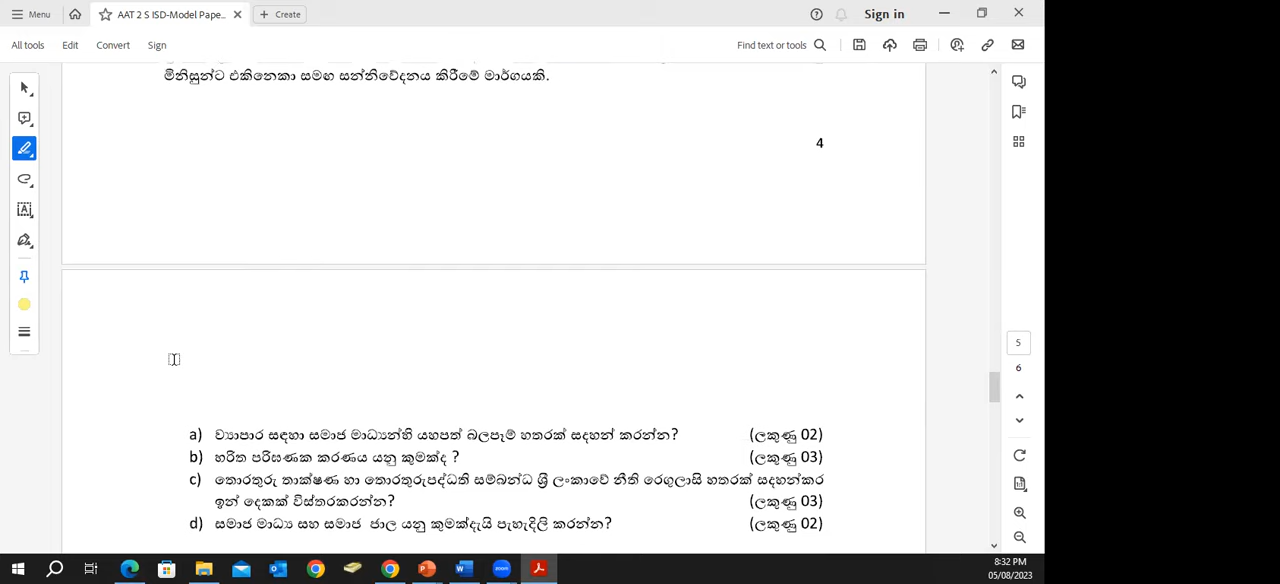 Menu
AAT 2 S ISD-Model Pape...
Create
Sign in
All tools
Edit
Convert
Sign
Find text or tools
මිනිසුන්ට එකිනෙකා සමඟ සන්නිවේදනය කිරීමේ මාර්ගයකි.
4
a) ව්‍යාපාර සඳහා සමාජ මාධ්‍යන්හි යහපත් බලපෑම් හතරක් සදහන් කරන්න? (ලකුණු 02)
b) හරිත පරිඝණක කරණය යනු කුමක්ද ? (ලකුණු 03)
c) තොරතුරු තාක්ෂණ හා තොරතුරුපද්ධති සම්බන්ධ ශ්‍රී ලංකාවේ නීති රෙගුලාසි හතරක් සදහන්කර
ඉන් දෙකක් විස්තරකරන්න? (ලකුණු 03)
d) සමාජ මාධ්‍ය සහ සමාජ ජාල යනු කුමක්දැයි පැහැදිලි කරන්න? (ලකුණු 02)
5
6
8:32 PM
05/08/2023